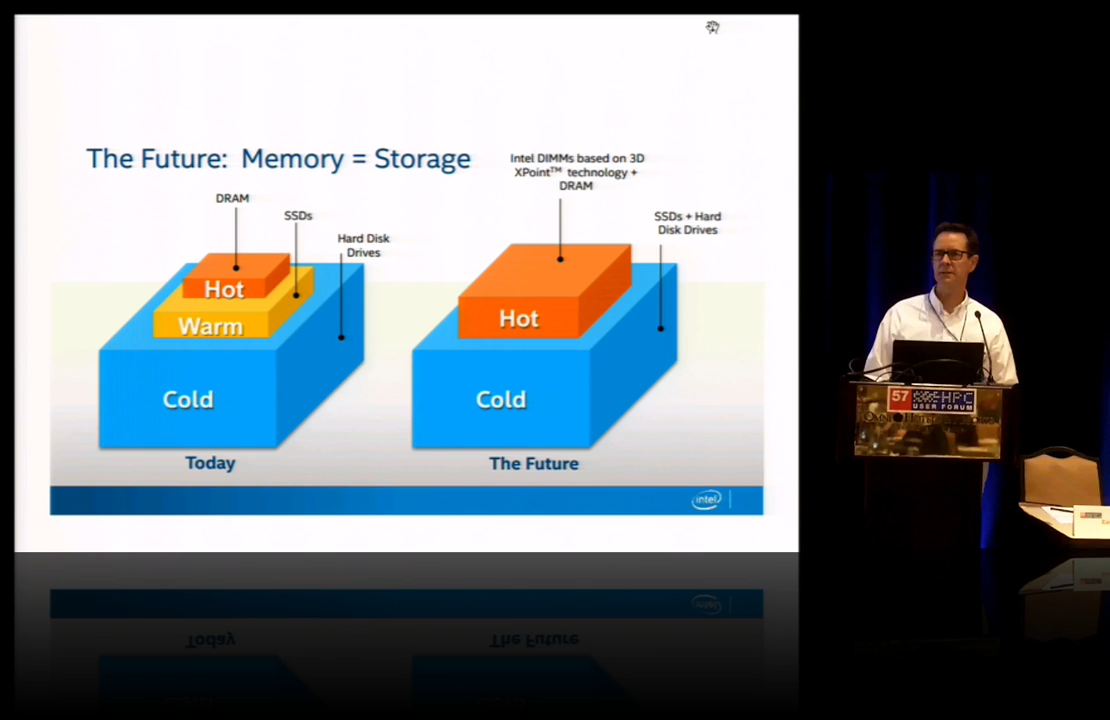 The Future: Memory = Storage
Intel DIMMs based on 3D
XPoint™ technology +
DRAM
DRAM
SSDs
Hard Disk
Drives
SSDs + Hard
Disk Drives
Hot
Warm
Cold
Hot
Cold
Today
The Future
intel
57
HPC
USER FORUM